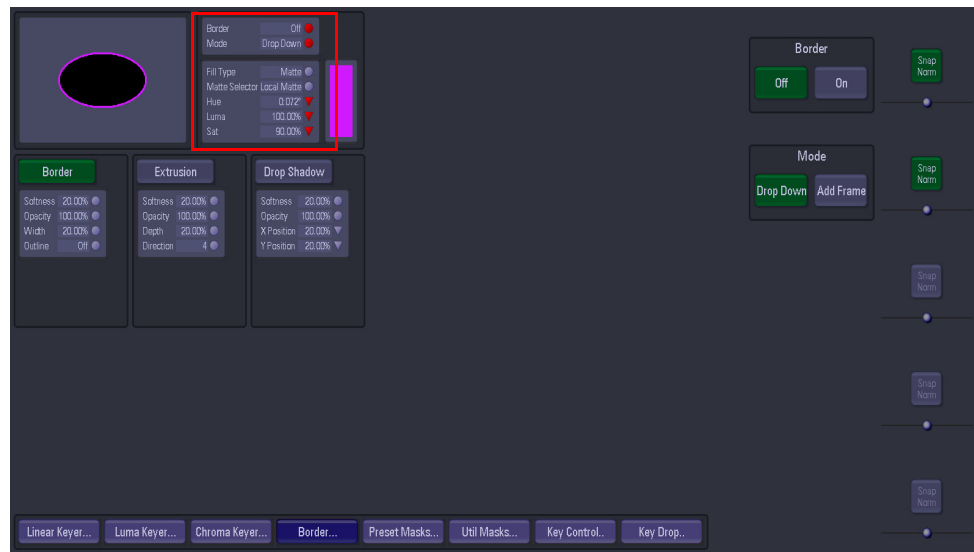 Border Off
Mode Drop Down
Fill Type Matte
Matte Selector Local Matte
Hue 0.072°
Luma 100.00%
Sat 90.00%
Border
Softness 20.00%
Opacity 100.00%
Width 20.00%
Outline Off
Extrusion
Softness 20.00%
Opacity 100.00%
Depth 20.00%
Direction 4
Drop Shadow
Softness 20.00%
Opacity 100.00%
X Position 20.00%
Y Position 20.00%
Border
Off On
Mode
Drop Down Add Frame
Snap
Norm
Snap
Norm
Snap
Norm
Snap
Norm
Snap
Norm
Linear Keyer... Luma Keyer... Chroma Keyer... Border... Preset Masks... Util Masks... Key Control.. Key Drop..